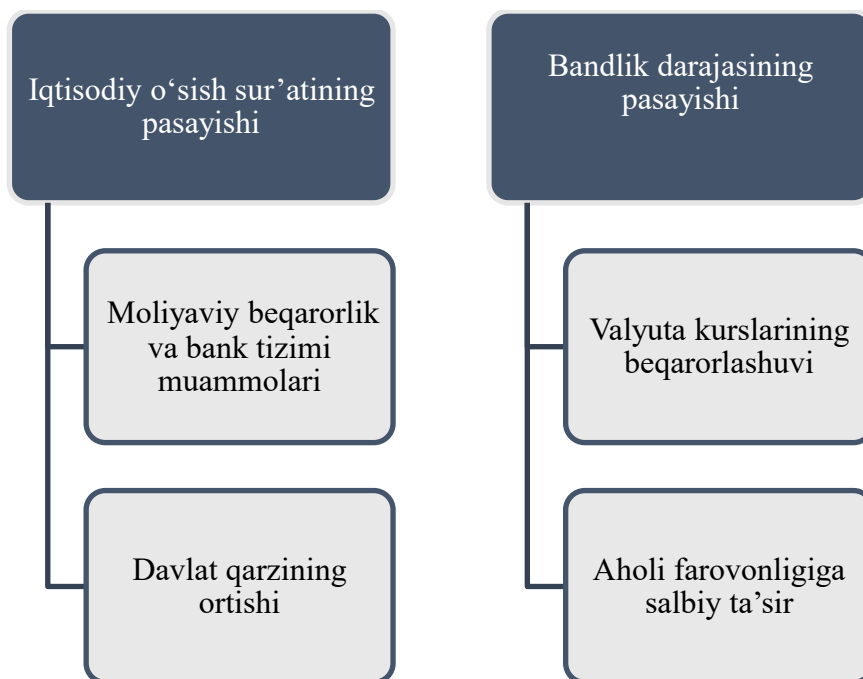 Iqtisodiy o‘sish sur’atining
pasayishi
Moliyaviy beqarorlik
va bank tizimi
muammolari
Davlat qarzining
ortishi
Bandlik darajasining
pasayishi
Valyuta kurslarining
beqarorlashuvi
Aholi farovonligiga
salbiy ta’sir